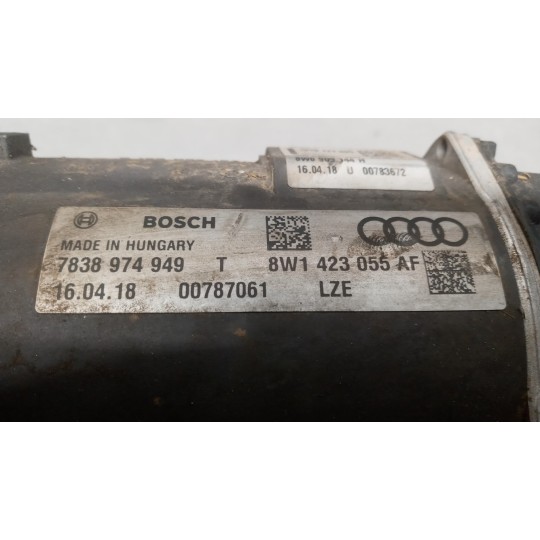 16.04.18 U 00783672
BOSCH
MADE IN HUNGARY
7838 974 949 T 8W1 423 055 AF
16.04.18 00787061 LZE